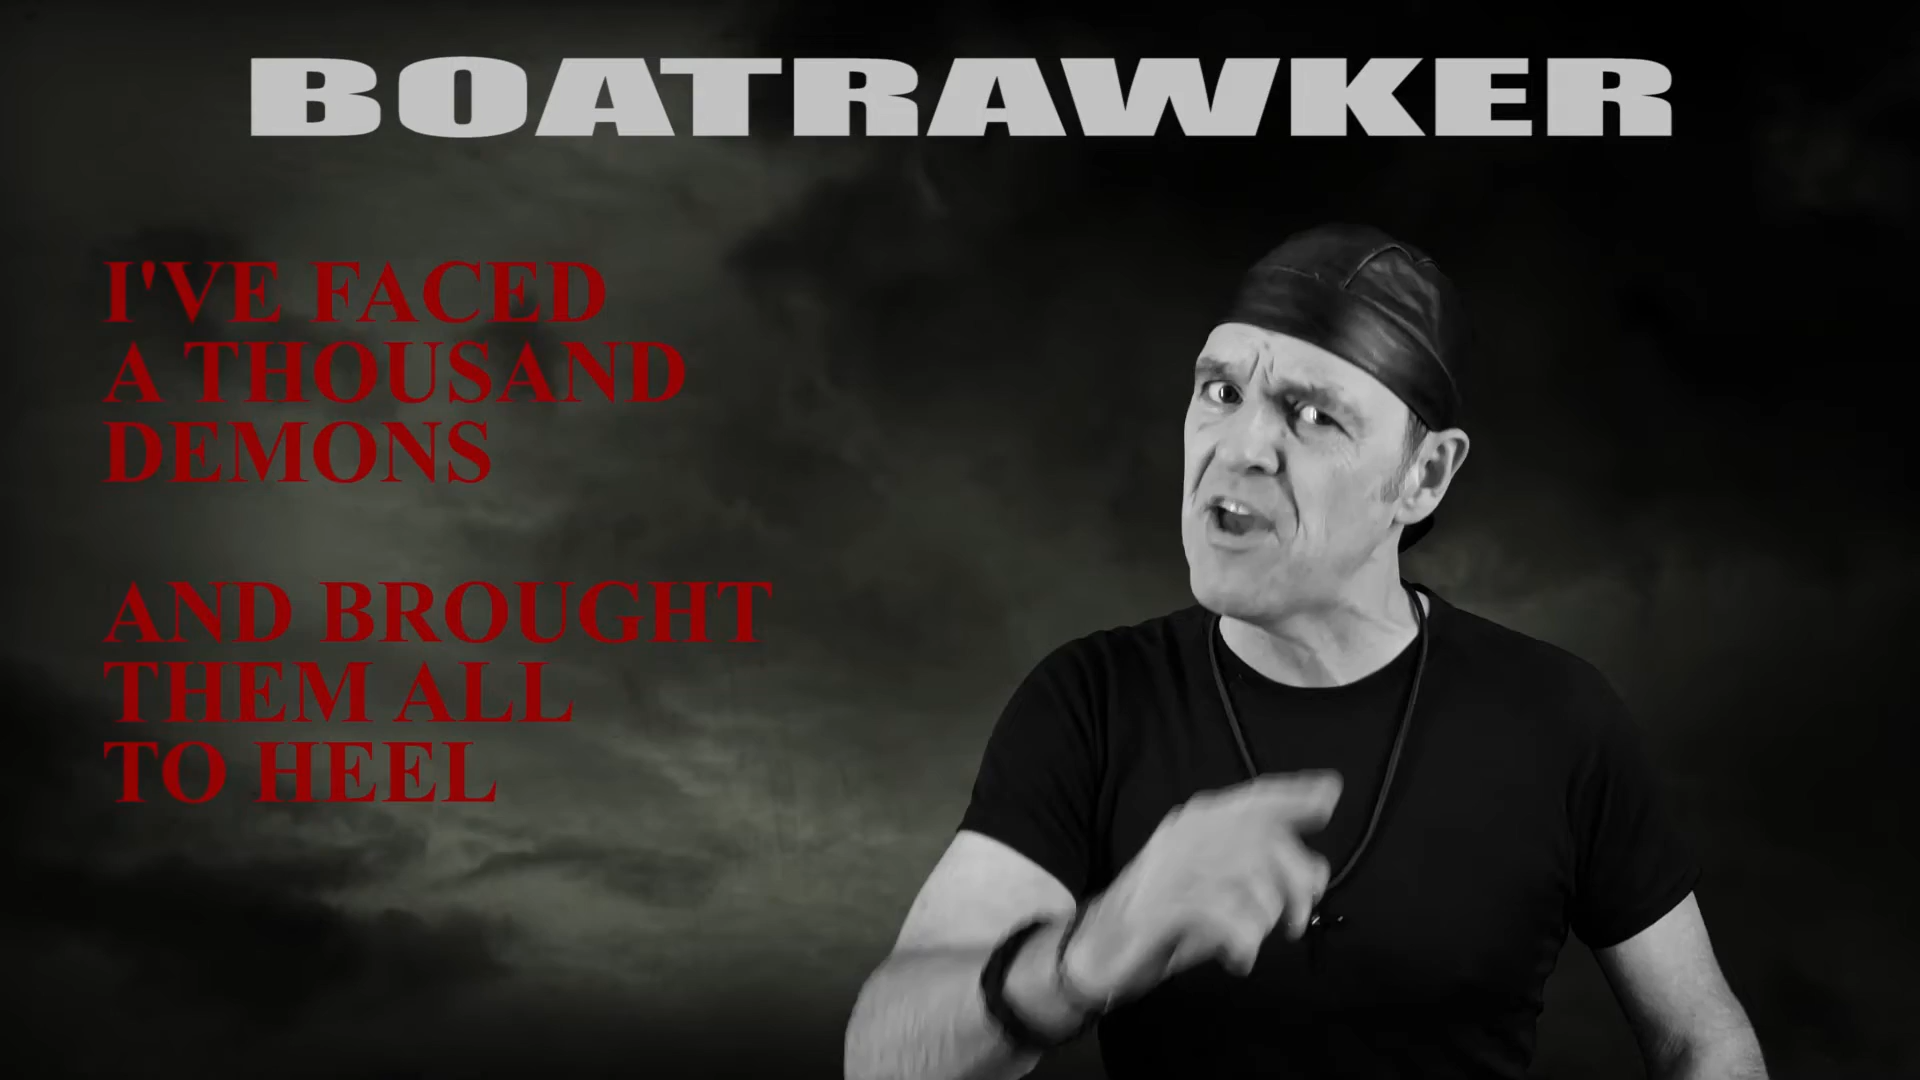 BOATRAWKER
I'VE FACED
A THOUSAND
DEMONS
AND BROUGHT
THEM ALL
TO HEEL